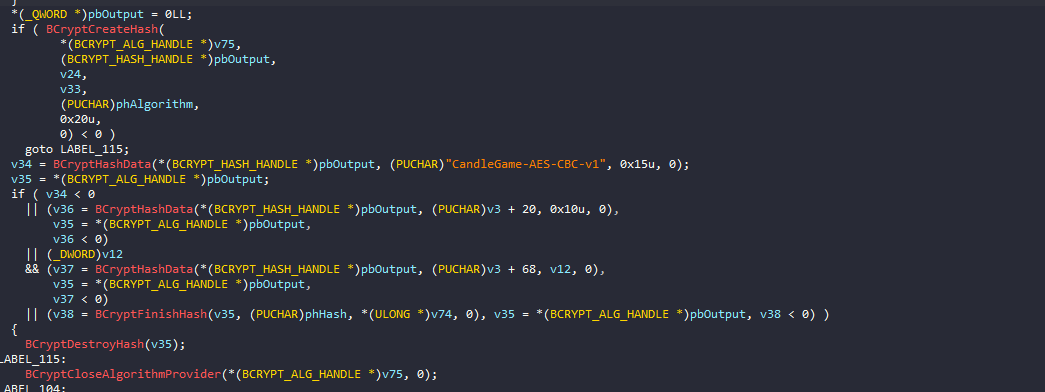 }
*(_QWORD *)pbOutput = 0LL;
if ( BCryptCreateHash(
*(BCRYPT_ALG_HANDLE *)v75,
(BCRYPT_HASH_HANDLE *)pbOutput,
v24,
v33,
(PUCHAR)phAlgorithm,
0x20u,
0) < 0 )
goto LABEL_115;
v34 = BCryptHashData(*(BCRYPT_HASH_HANDLE *)pbOutput, (PUCHAR)"CandleGame-AES-CBC-v1", 0x15u, 0);
v35 = *(BCRYPT_ALG_HANDLE *)pbOutput;
if ( v34 < 0
|| (v36 = BCryptHashData(*(BCRYPT_HASH_HANDLE *)pbOutput, (PUCHAR)v3 + 20, 0x10u, 0),
v35 = *(BCRYPT_ALG_HANDLE *)pbOutput,
v36 < 0)
|| (_DWORD)v12
&& (v37 = BCryptHashData(*(BCRYPT_HASH_HANDLE *)pbOutput, (PUCHAR)v3 + 68, v12, 0),
v35 = *(BCRYPT_ALG_HANDLE *)pbOutput,
v37 < 0)
|| (v38 = BCryptFinishHash(v35, (PUCHAR)phHash, *(ULONG *)v74, 0), v35 = *(BCRYPT_ALG_HANDLE *)pbOutput, v38 < 0) )
{
BCryptDestroyHash(v35);
LABEL_115:
BCryptCloseAlgorithmProvider(*(BCRYPT_ALG_HANDLE *)v75, 0);
LABEL_104: